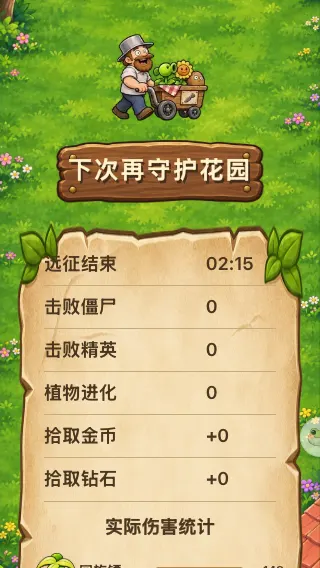 下次再守护花园
远征结束 02:15
击败僵尸 0
击败精英 0
植物进化 0
拾取金币 +0
拾取钻石 +0
实际伤害统计